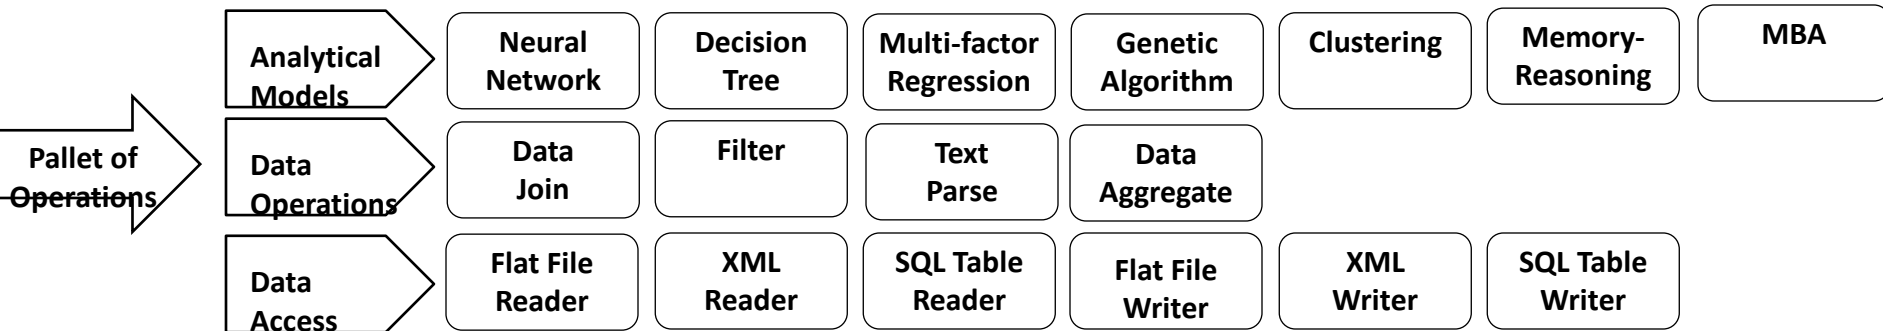 Analytical
Models
Neural
Network
Decision
Tree
Multi-factor
Regression
Genetic
Algorithm
Clustering
Memory-
Reasoning
MBA
Pallet of
Operations
Data
Operations
Data
Join
Filter
Text
Parse
Data
Aggregate
Data
Access
Flat File
Reader
XML
Reader
SQL Table
Reader
Flat File
Writer
XML
Writer
SQL Table
Writer